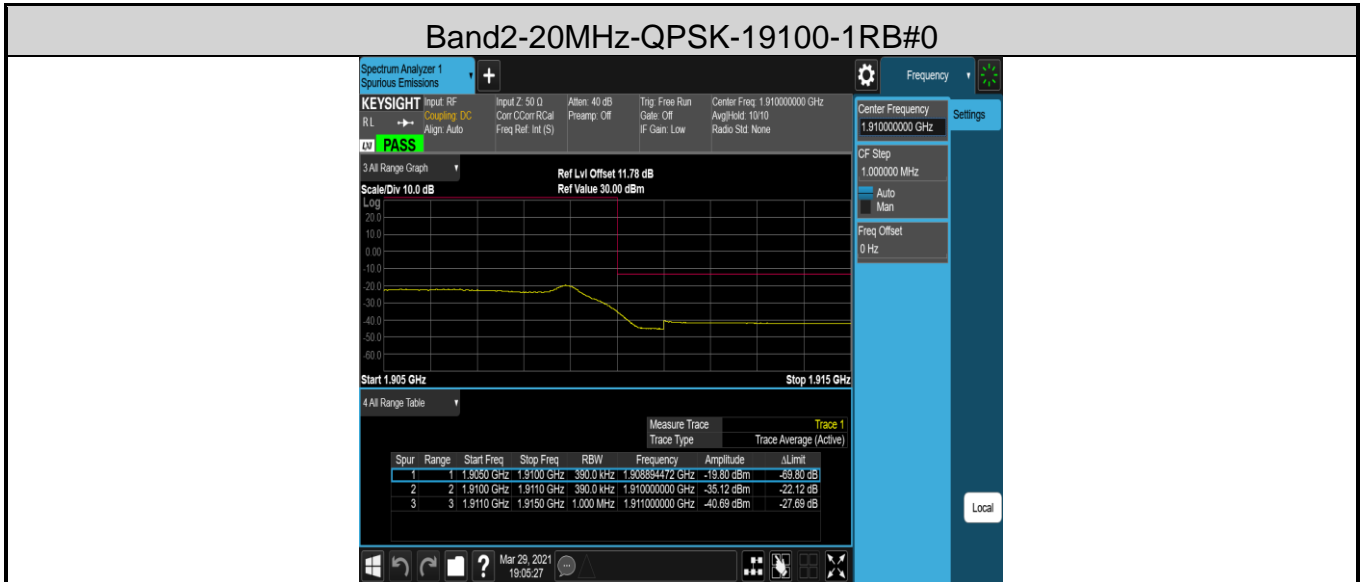 Band2-20MHz-QPSK-19100-1RB#0
Spectrum Analyzer 1
Spurious Emissions
Frequency
KEYSIGHT
RL
LXI
PASS
Input: RF
Coupling: DC
Align: Auto
Input Z: 50 Ω
Corr CCorr RCal
Freq Ref: Int (S)
Atten: 40 dB
Preamp: Off
Trig: Free Run
Gate: Off
IF Gain: Low
Center Freq: 1.910000000 GHz
Avg|Hold: 10/10
Radio Std: None
Center Frequency
1.910000000 GHz
Settings
CF Step
1.000000 MHz
Auto
Man
Freq Offset
0 Hz
3 All Range Graph
Ref Lvl Offset 11.78 dB
Scale/Div 10.0 dB
Ref Value 30.00 dBm
Log
20.0
10.0
0.00
-10.0
-20.0
-30.0
-40.0
-50.0
-60.0
Start 1.905 GHz
Stop 1.915 GHz
4 All Range Table
Measure Trace Trace 1
Trace Type Trace Average (Active)
Spur Range Start Freq Stop Freq RBW Frequency Amplitude ΔLimit
1 1 1.9050 GHz 1.9100 GHz 390.0 kHz 1.908894472 GHz -19.80 dBm -69.80 dB
2 2 1.9100 GHz 1.9110 GHz 390.0 kHz 1.910000000 GHz -35.12 dBm -22.12 dB
3 3 1.9110 GHz 1.9150 GHz 1.000 MHz 1.911000000 GHz -40.69 dBm -27.69 dB
Local
Mar 29, 2021
19:05:27